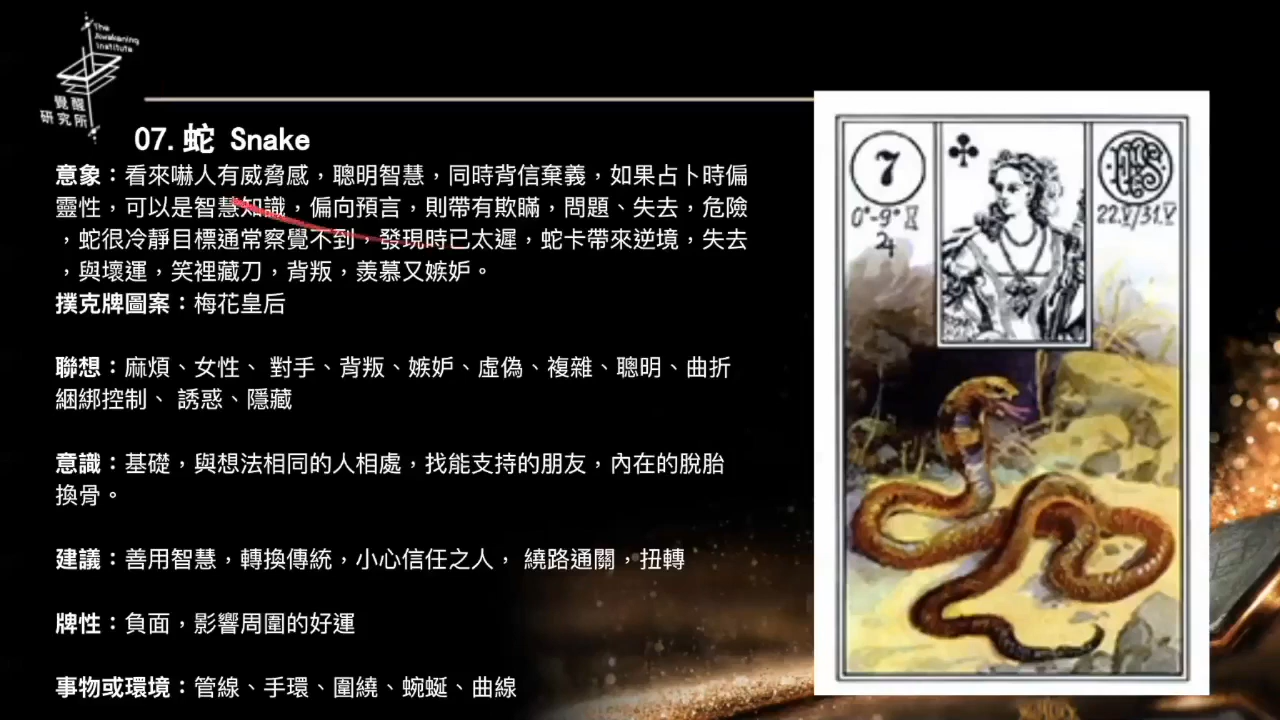 The
Awakening
Institute
覺醒
研究所
07. 蛇 Snake
意象：看來嚇人有威脅感，聰明智慧，同時背信棄義，如果占卜時偏
靈性，可以是智慧知識，偏向預言，則帶有欺瞞，問題、失去，危險
，蛇很冷靜目標通常察覺不到，發現時已太遲，蛇卡帶來逆境，失去
，與壞運，笑裡藏刀，背叛，羨慕又嫉妒。
撲克牌圖案：梅花皇后
聯想：麻煩、女性、 對手、背叛、嫉妒、虛偽、複雜、聰明、曲折
綑綁控制、 誘惑、隱藏
意識：基礎，與想法相同的人相處，找能支持的朋友，內在的脫胎
換骨。
建議：善用智慧，轉換傳統，小心信任之人， 繞路通關，扭轉
牌性：負面，影響周圍的好運
事物或環境：管線、手環、圍繞、蜿蜒、曲線
7
0°-9° II
22.V/31.V